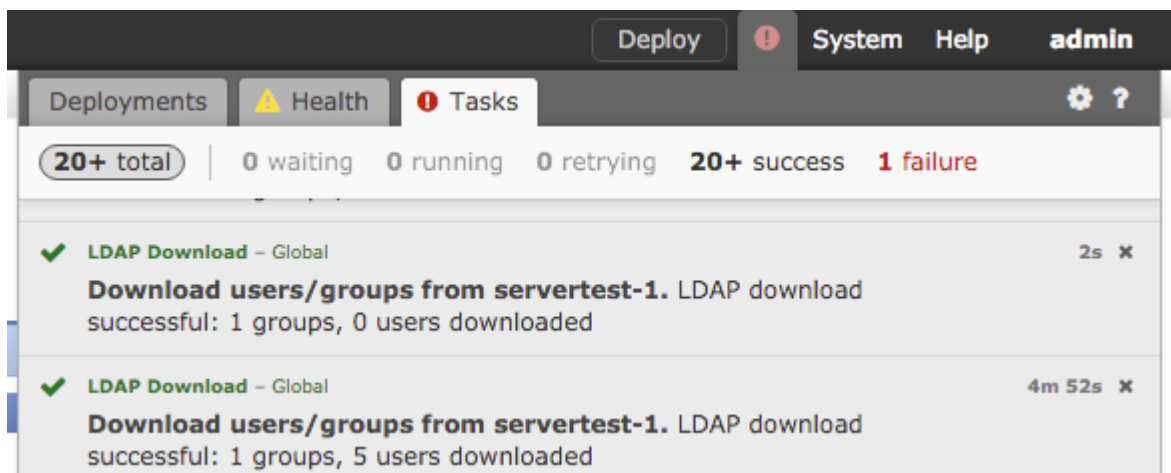 Deploy System Help admin
Deployments Health Tasks ?
20+ total 0 waiting 0 running 0 retrying 20+ success 1 failure
LDAP Download – Global 2s
Download users/groups from servertest-1. LDAP download
successful: 1 groups, 0 users downloaded
LDAP Download – Global 4m 52s
Download users/groups from servertest-1. LDAP download
successful: 1 groups, 5 users downloaded